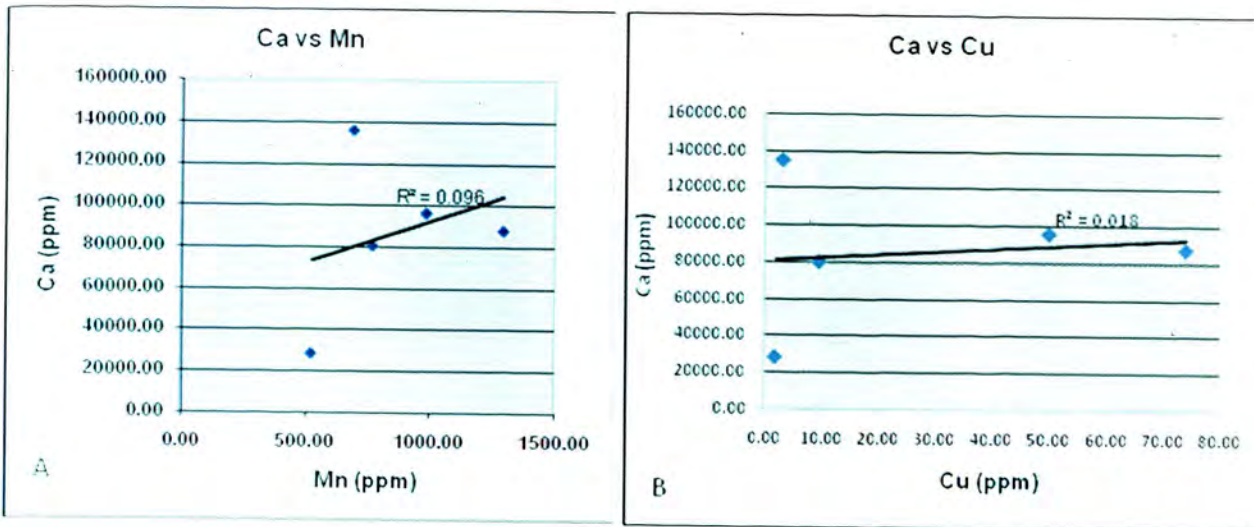 Ca vs Mn
160000.00
140000.00
120000.00
100000.00
80000.00
60000.00
40000.00
20000.00
0.00
Ca (ppm)
R² = 0.096
0.00 500.00 1000.00 1500.00
Mn (ppm)
A
Ca vs Cu
160000.00
140000.00
120000.00
100000.00
80000.00
60000.00
40000.00
20000.00
0.00
Ca (ppm)
R² = 0.018
0.00 10.00 20.00 30.00 40.00 50.00 60.00 70.00 80.00
Cu (ppm)
B